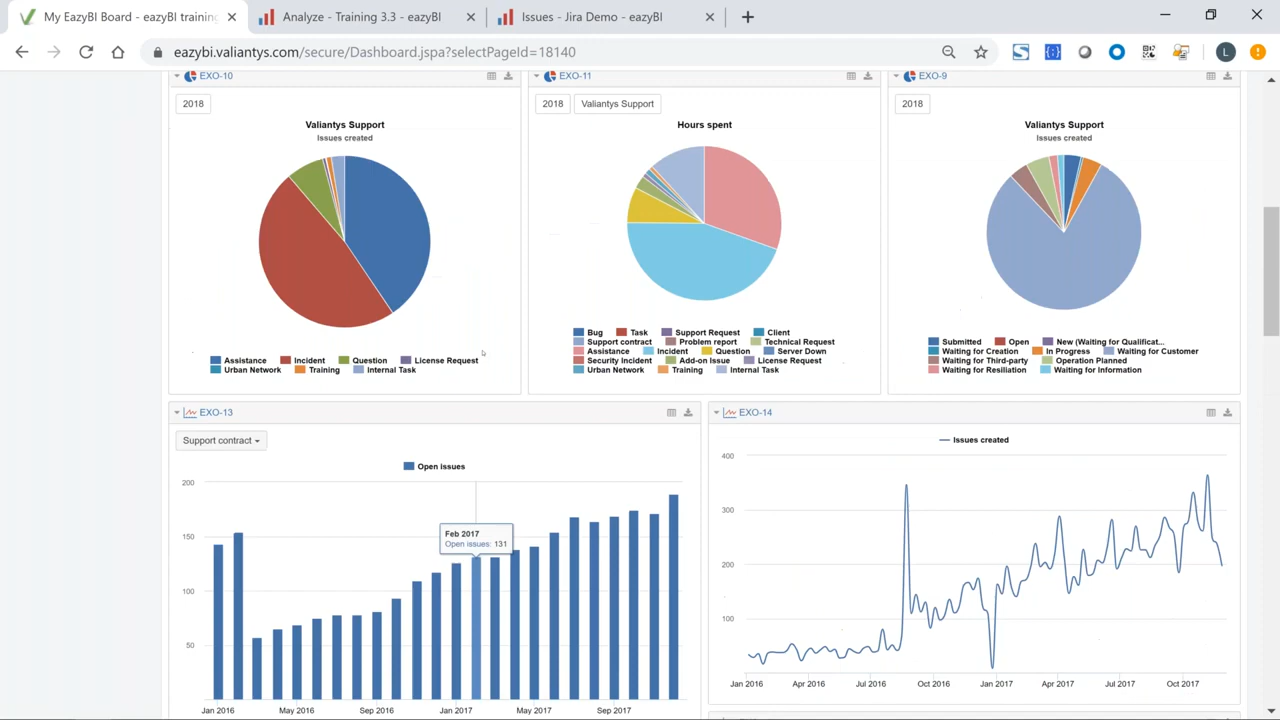 My EazyBI Board - eazyBI training
Analyze - Training 3.3 - eazyBI
Issues - Jira Demo - eazyBI
eazybi.valiantys.com/secure/Dashboard.jspa?selectPageId=18140
L
EXO-10
2018
Valiantys Support
Issues created
Assistance Incident Question License Request
Urban Network Training Internal Task
EXO-11
2018 Valiantys Support
Hours spent
Bug Task Support Request Client
Support contract Problem report Technical Request
Assistance Incident Question Server Down
Security Incident Add-on Issue License Request
Urban Network Training Internal Task
EXO-9
2018
Valiantys Support
Issues created
Submitted Open New (Waiting for Qualificat...
Waiting for Creation In Progress Waiting for Customer
Waiting for Third-party Operation Planned
Waiting for Resiliation Waiting for Information
EXO-13
Support contract
Open issues
200
150
100
50
Feb 2017
Open issues: 131
Jan 2016 May 2016 Sep 2016 Jan 2017 May 2017 Sep 2017
EXO-14
Issues created
400
300
200
100
Jan 2016 Apr 2016 Jul 2016 Oct 2016 Jan 2017 Apr 2017 Jul 2017 Oct 2017